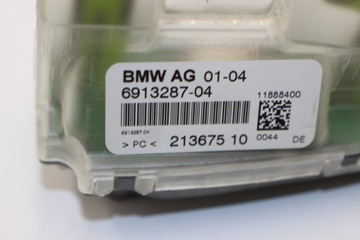 BMW AG 01-04
6913287-04
11888400
6913287-04
> PC < 213675 10
0044 DE